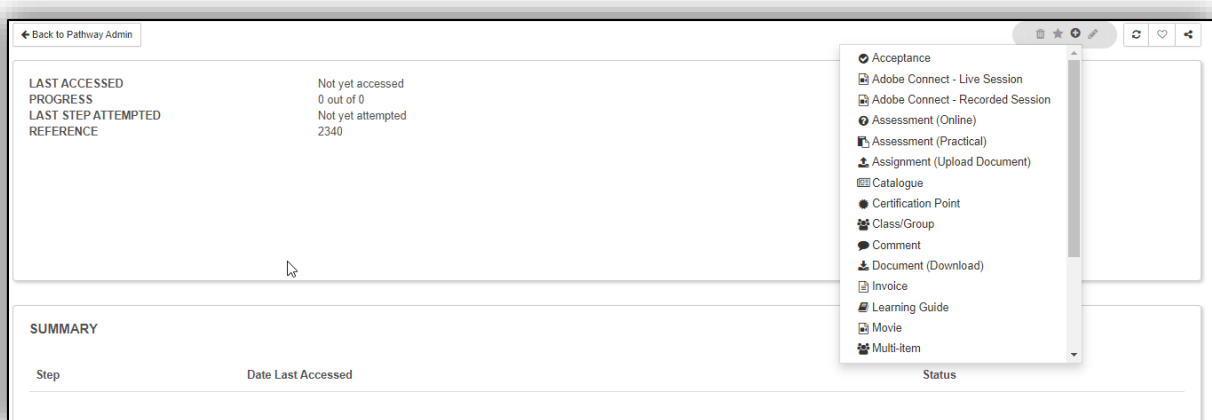 Back to Pathway Admin
LAST ACCESSED Not yet accessed
PROGRESS 0 out of 0
LAST STEP ATTEMPTED Not yet attempted
REFERENCE 2340
Acceptance
Adobe Connect - Live Session
Adobe Connect - Recorded Session
Assessment (Online)
Assessment (Practical)
Assignment (Upload Document)
Catalogue
Certification Point
Class/Group
Comment
Document (Download)
Invoice
Learning Guide
Movie
Multi-item
SUMMARY
Step Date Last Accessed Status